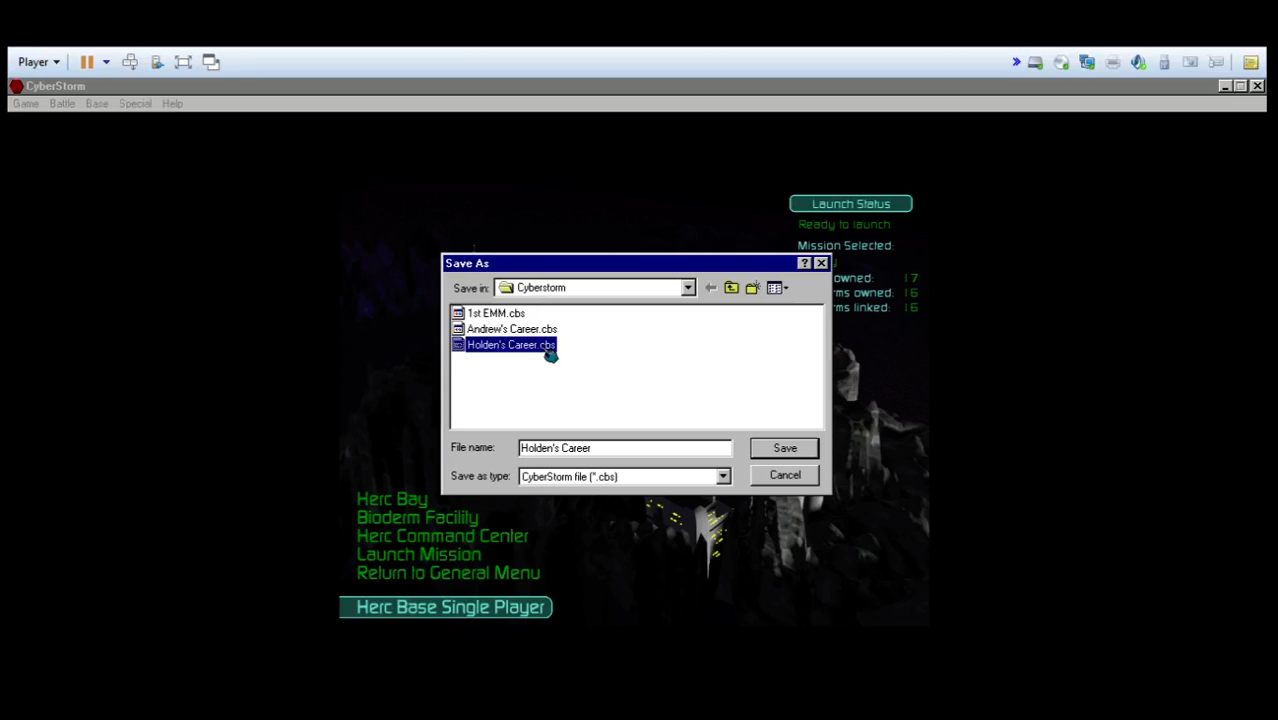 Player
CyberStorm
Game Battle Base Special Help
Launch Status
Ready to launch
Mission Selected:
owned: 17
rms owned: 16
rms linked: 16
Save As
Save in: Cyberstorm
1st EMM.cbs
Andrew's Career.cbs
Holden's Career.cbs
File name: Holden's Career Save
Save as type: CyberStorm file (*.cbs) Cancel
Herc Bay
Bioderm Facility
Herc Command Center
Launch Mission
Return to General Menu
Herc Base Single Player